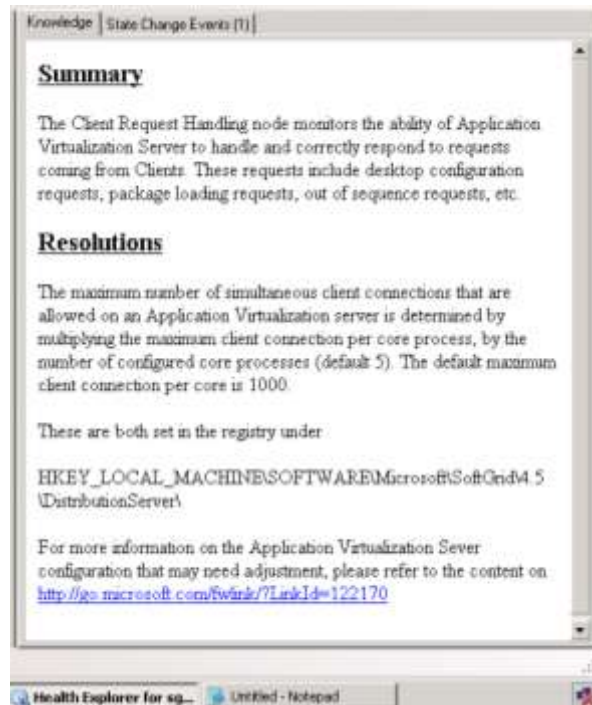 Knowledge State Change Events (1)
Summary
The Client Request Handling node monitors the ability of Application
Virtualization Server to handle and correctly respond to requests
coming from Clients. These requests include desktop configuration
requests, package loading requests, out of sequence requests, etc.
Resolutions
The maximum number of simultaneous client connections that are
allowed on an Application Virtualization server is determined by
multiplying the maximum client connection per core process, by the
number of configured core processes (default 5). The default maximum
client connection per core is 1000.
These are both set in the registry under
HKEY_LOCAL_MACHINE\SOFTWARE\Microsoft\SoftGrid\4.5
\DistributionServer\
For more information on the Application Virtualization Sever
configuration that may need adjustment, please refer to the content on
http://go.microsoft.com/fwlink/?LinkId=122170
Health Explorer for sg... Untitled - Notepad